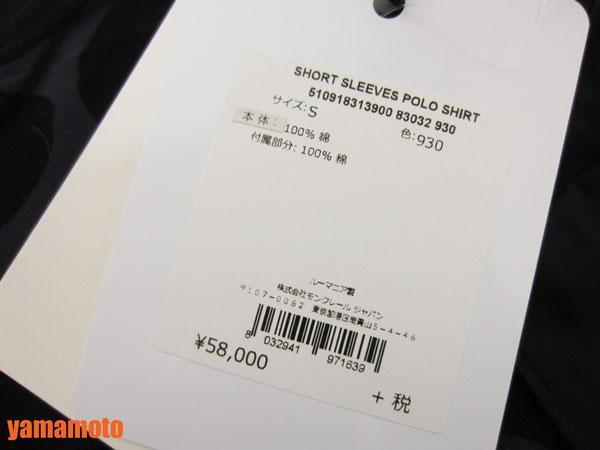 SHORT SLEEVES POLO SHIRT
510918313900 83032 930
サイズ: S 色: 930
本体: 100% 綿
付属部分: 100% 綿
ルーマニア製
株式会社モンクレール ジャパン
〒107-0062 東京都港区南青山5-4-46
8 032941 971639
¥58,000
+ 税
yamamoto